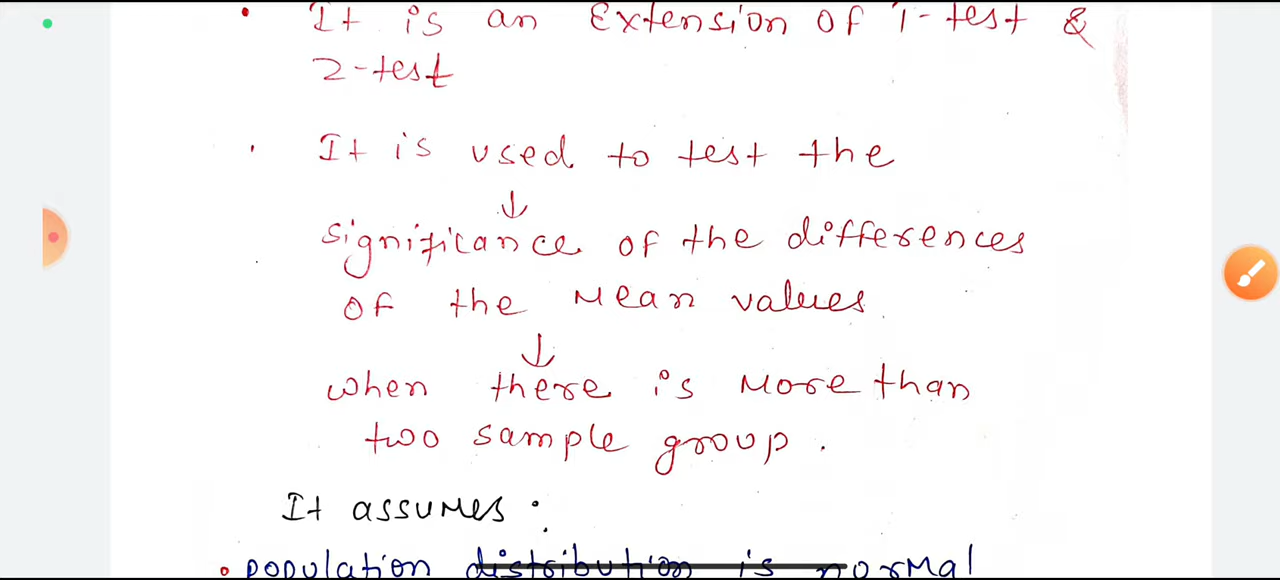 It is an Extension of T-test &
Z-test
It is used to test the
significance of the differences
of the Mean values
when there is More than
two sample group.
It assumes:
population distribution is normal